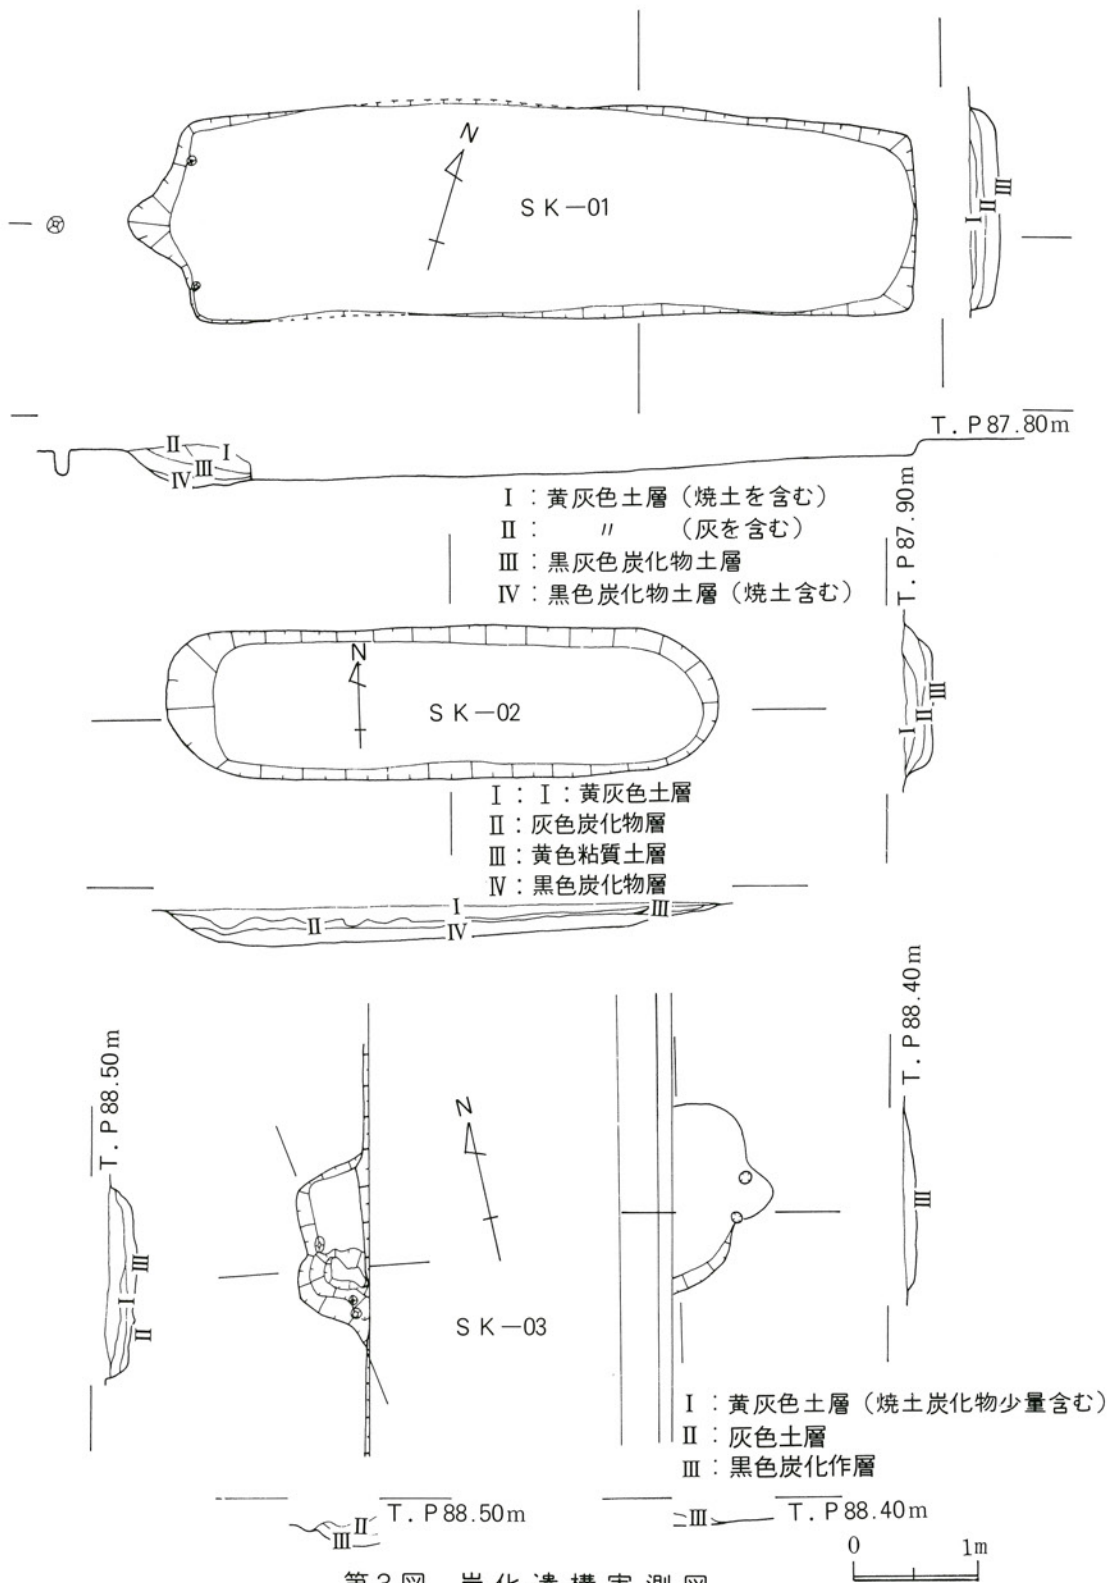 N
SK-01
I
II
III
T.P87.80m
II
I
III
IV
I：黄灰色土層（焼土を含む）
II：〃（灰を含む）
III：黒灰色炭化物土層
IV：黒色炭化物土層（焼土含む）
T.P87.90m
N
SK-02
I
II
III
I：I：黄灰色土層
II：灰色炭化物層
III：黄色粘質土層
IV：黒色炭化物層
I
II
III
IV
T.P88.50m
III
I
II
N
SK-03
T.P88.40m
III
I：黄灰色土層（焼土炭化物少量含む）
II：灰色土層
III：黒色炭化作層
T.P88.50m
II
III
III
T.P88.40m
0 1m
第3図 炭化遺構実測図